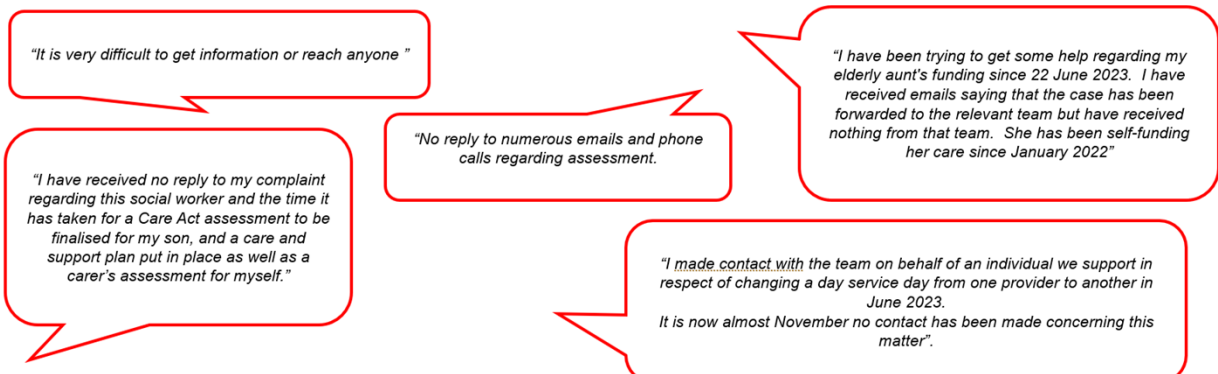 “It is very difficult to get information or reach anyone ”
“I have been trying to get some help regarding my
elderly aunt's funding since 22 June 2023.  I have
received emails saying that the case has been
forwarded to the relevant team but have received
nothing from that team.  She has been self-funding
her care since January 2022”
“No reply to numerous emails and phone
calls regarding assessment.
“I have received no reply to my complaint
regarding this social worker and the time it
has taken for a Care Act assessment to be
finalised for my son, and a care and
support plan put in place as well as a
carer’s assessment for myself.”
“I made contact with the team on behalf of an individual we support in
respect of changing a day service day from one provider to another in
June 2023.
It is now almost November no contact has been made concerning this
matter”.